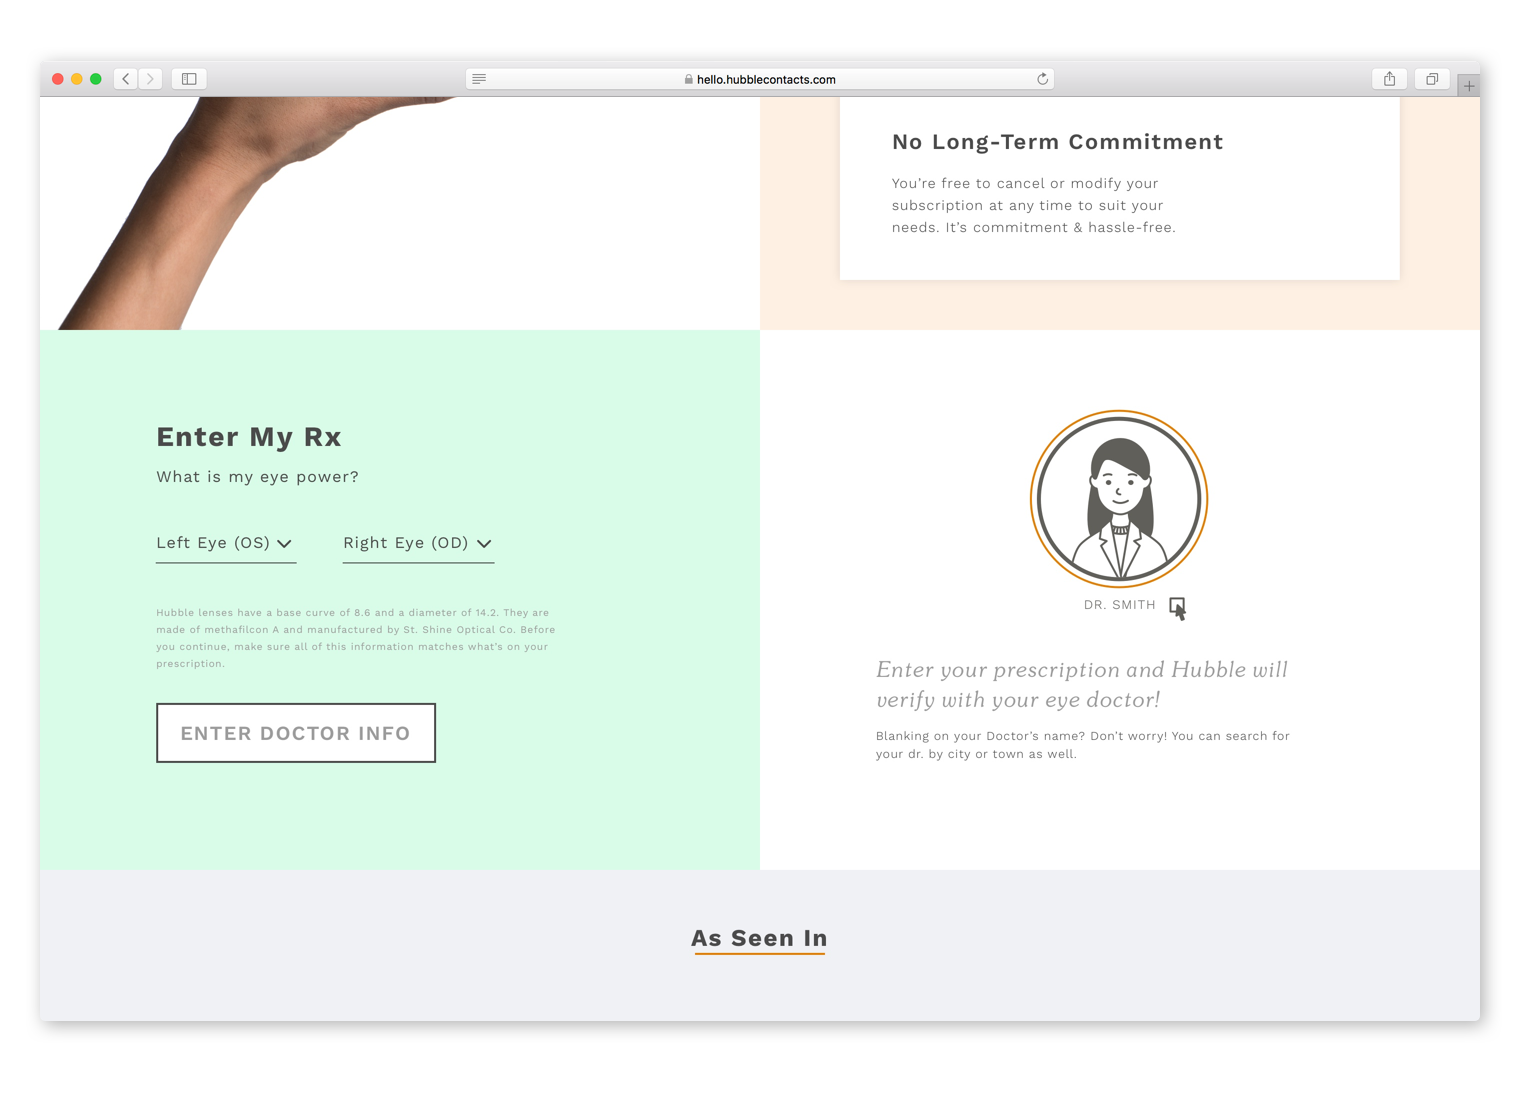 hello.hubblecontacts.com
No Long-Term Commitment
You're free to cancel or modify your
subscription at any time to suit your
needs. It's commitment & hassle-free.
Enter My Rx
What is my eye power?
Left Eye (OS)
Right Eye (OD)
Hubble lenses have a base curve of 8.6 and a diameter of 14.2. They are
made of methafilcon A and manufactured by St. Shine Optical Co. Before
you continue, make sure all of this information matches what's on your
prescription.
ENTER DOCTOR INFO
DR. SMITH
Enter your prescription and Hubble will
verify with your eye doctor!
Blanking on your Doctor's name? Don't worry! You can search for
your dr. by city or town as well.
As Seen In